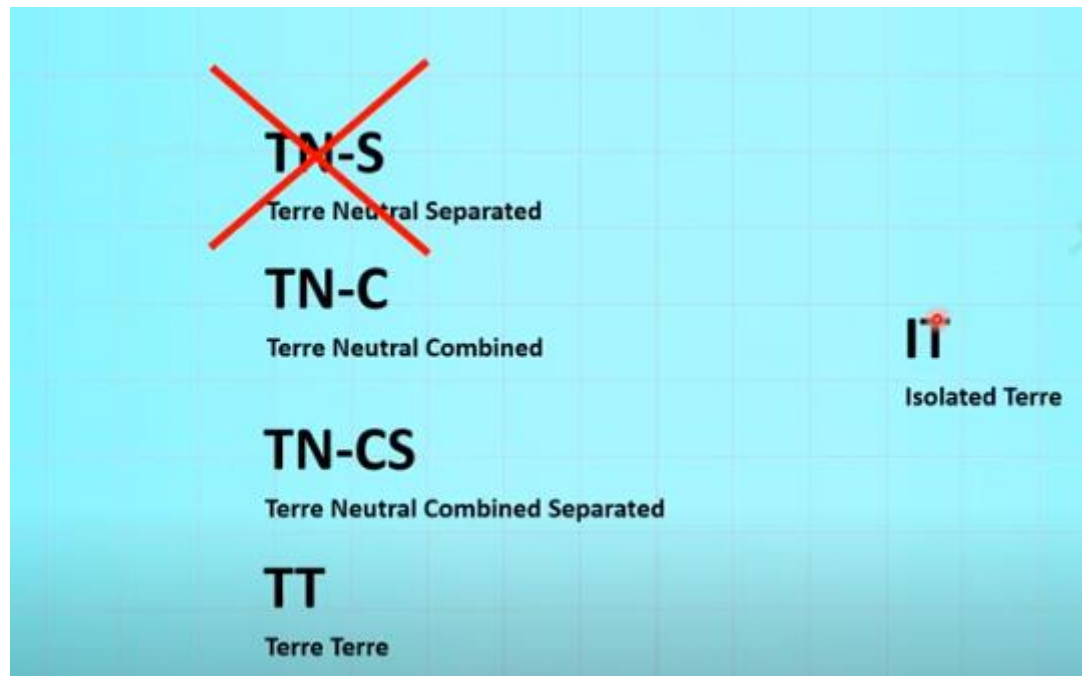 TN-S
Terre Neutral Separated
TN-C
Terre Neutral Combined
TN-CS
Terre Neutral Combined Separated
TT
Terre Terre
IT
Isolated Terre